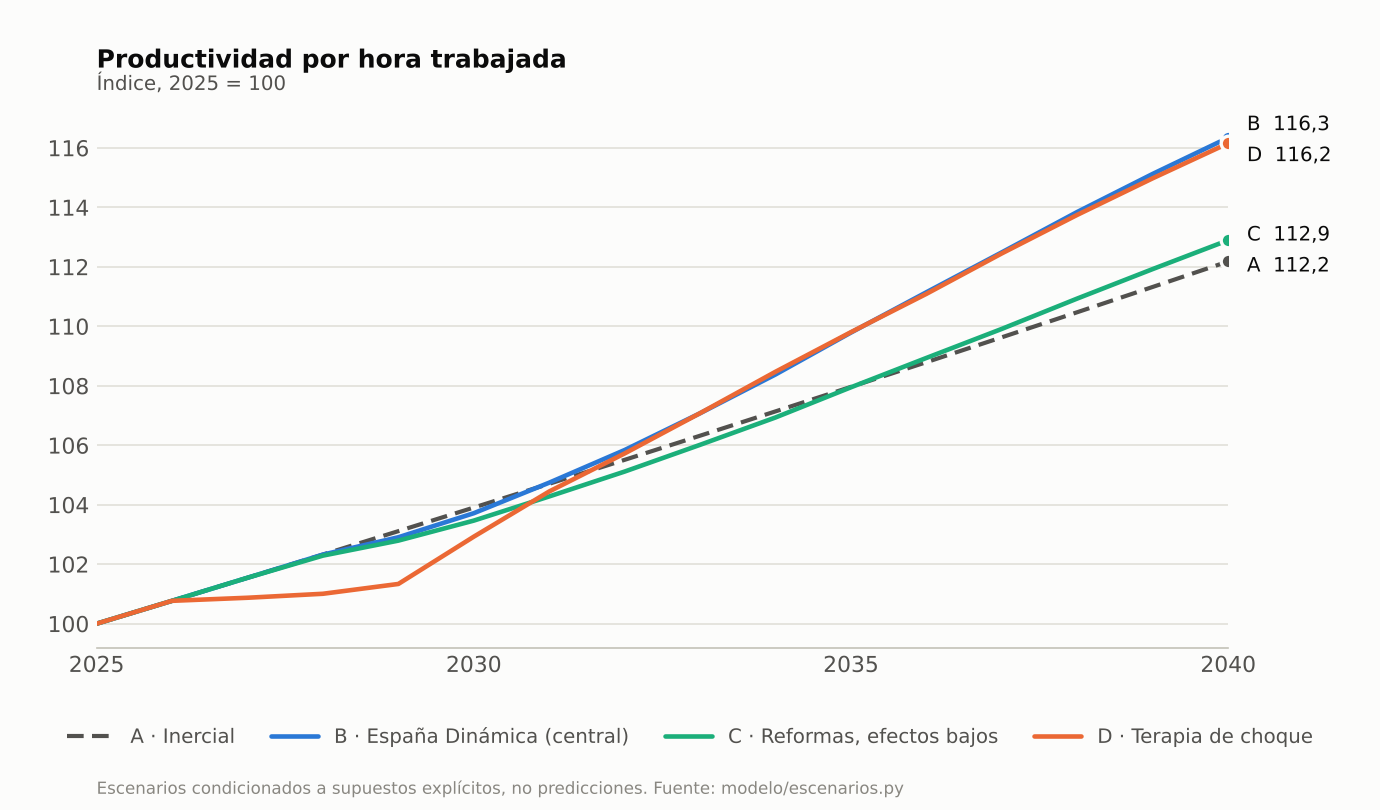 Productividad por hora trabajada
Índice, 2025 = 100
B 116,3
116
D 116,2
114
C 112,9
112
A 112,2
110
108
106
104
102
100
2025 2030 2035 2040
A · Inercial B · España Dinámica (central) C · Reformas, efectos bajos D · Terapia de choque
Escenarios condicionados a supuestos explícitos, no predicciones. Fuente: modelo/escenarios.py